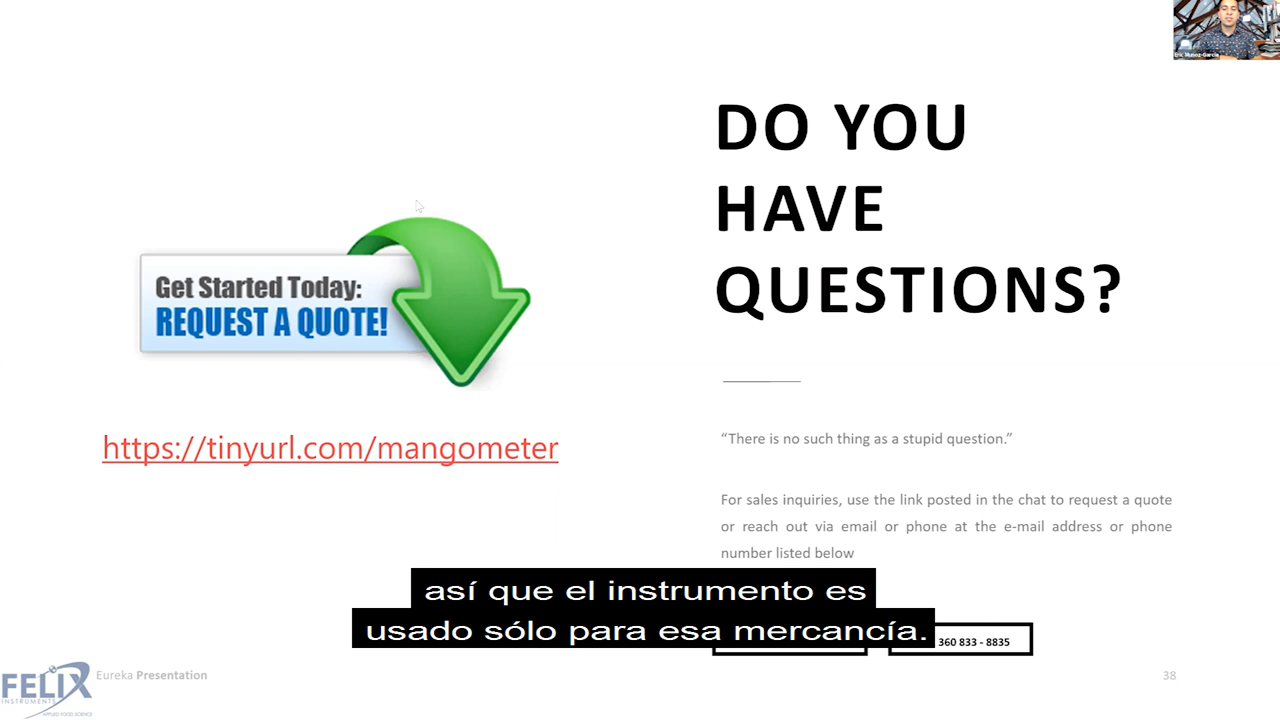 Eric Munoz-Garcia
DO YOU
HAVE
QUESTIONS?
Get Started Today:
REQUEST A QUOTE!
https://tinyurl.com/mangometer
“There is no such thing as a stupid question.”
For sales inquiries, use the link posted in the chat to request a quote
or reach out via email or phone at the e-mail address or phone
number listed below
así que el instrumento es
usado sólo para esa mercancía.
360 833 - 8835
FELIX
INSTRUMENTS
APPLIED FOOD SCIENCE
Eureka Presentation
38